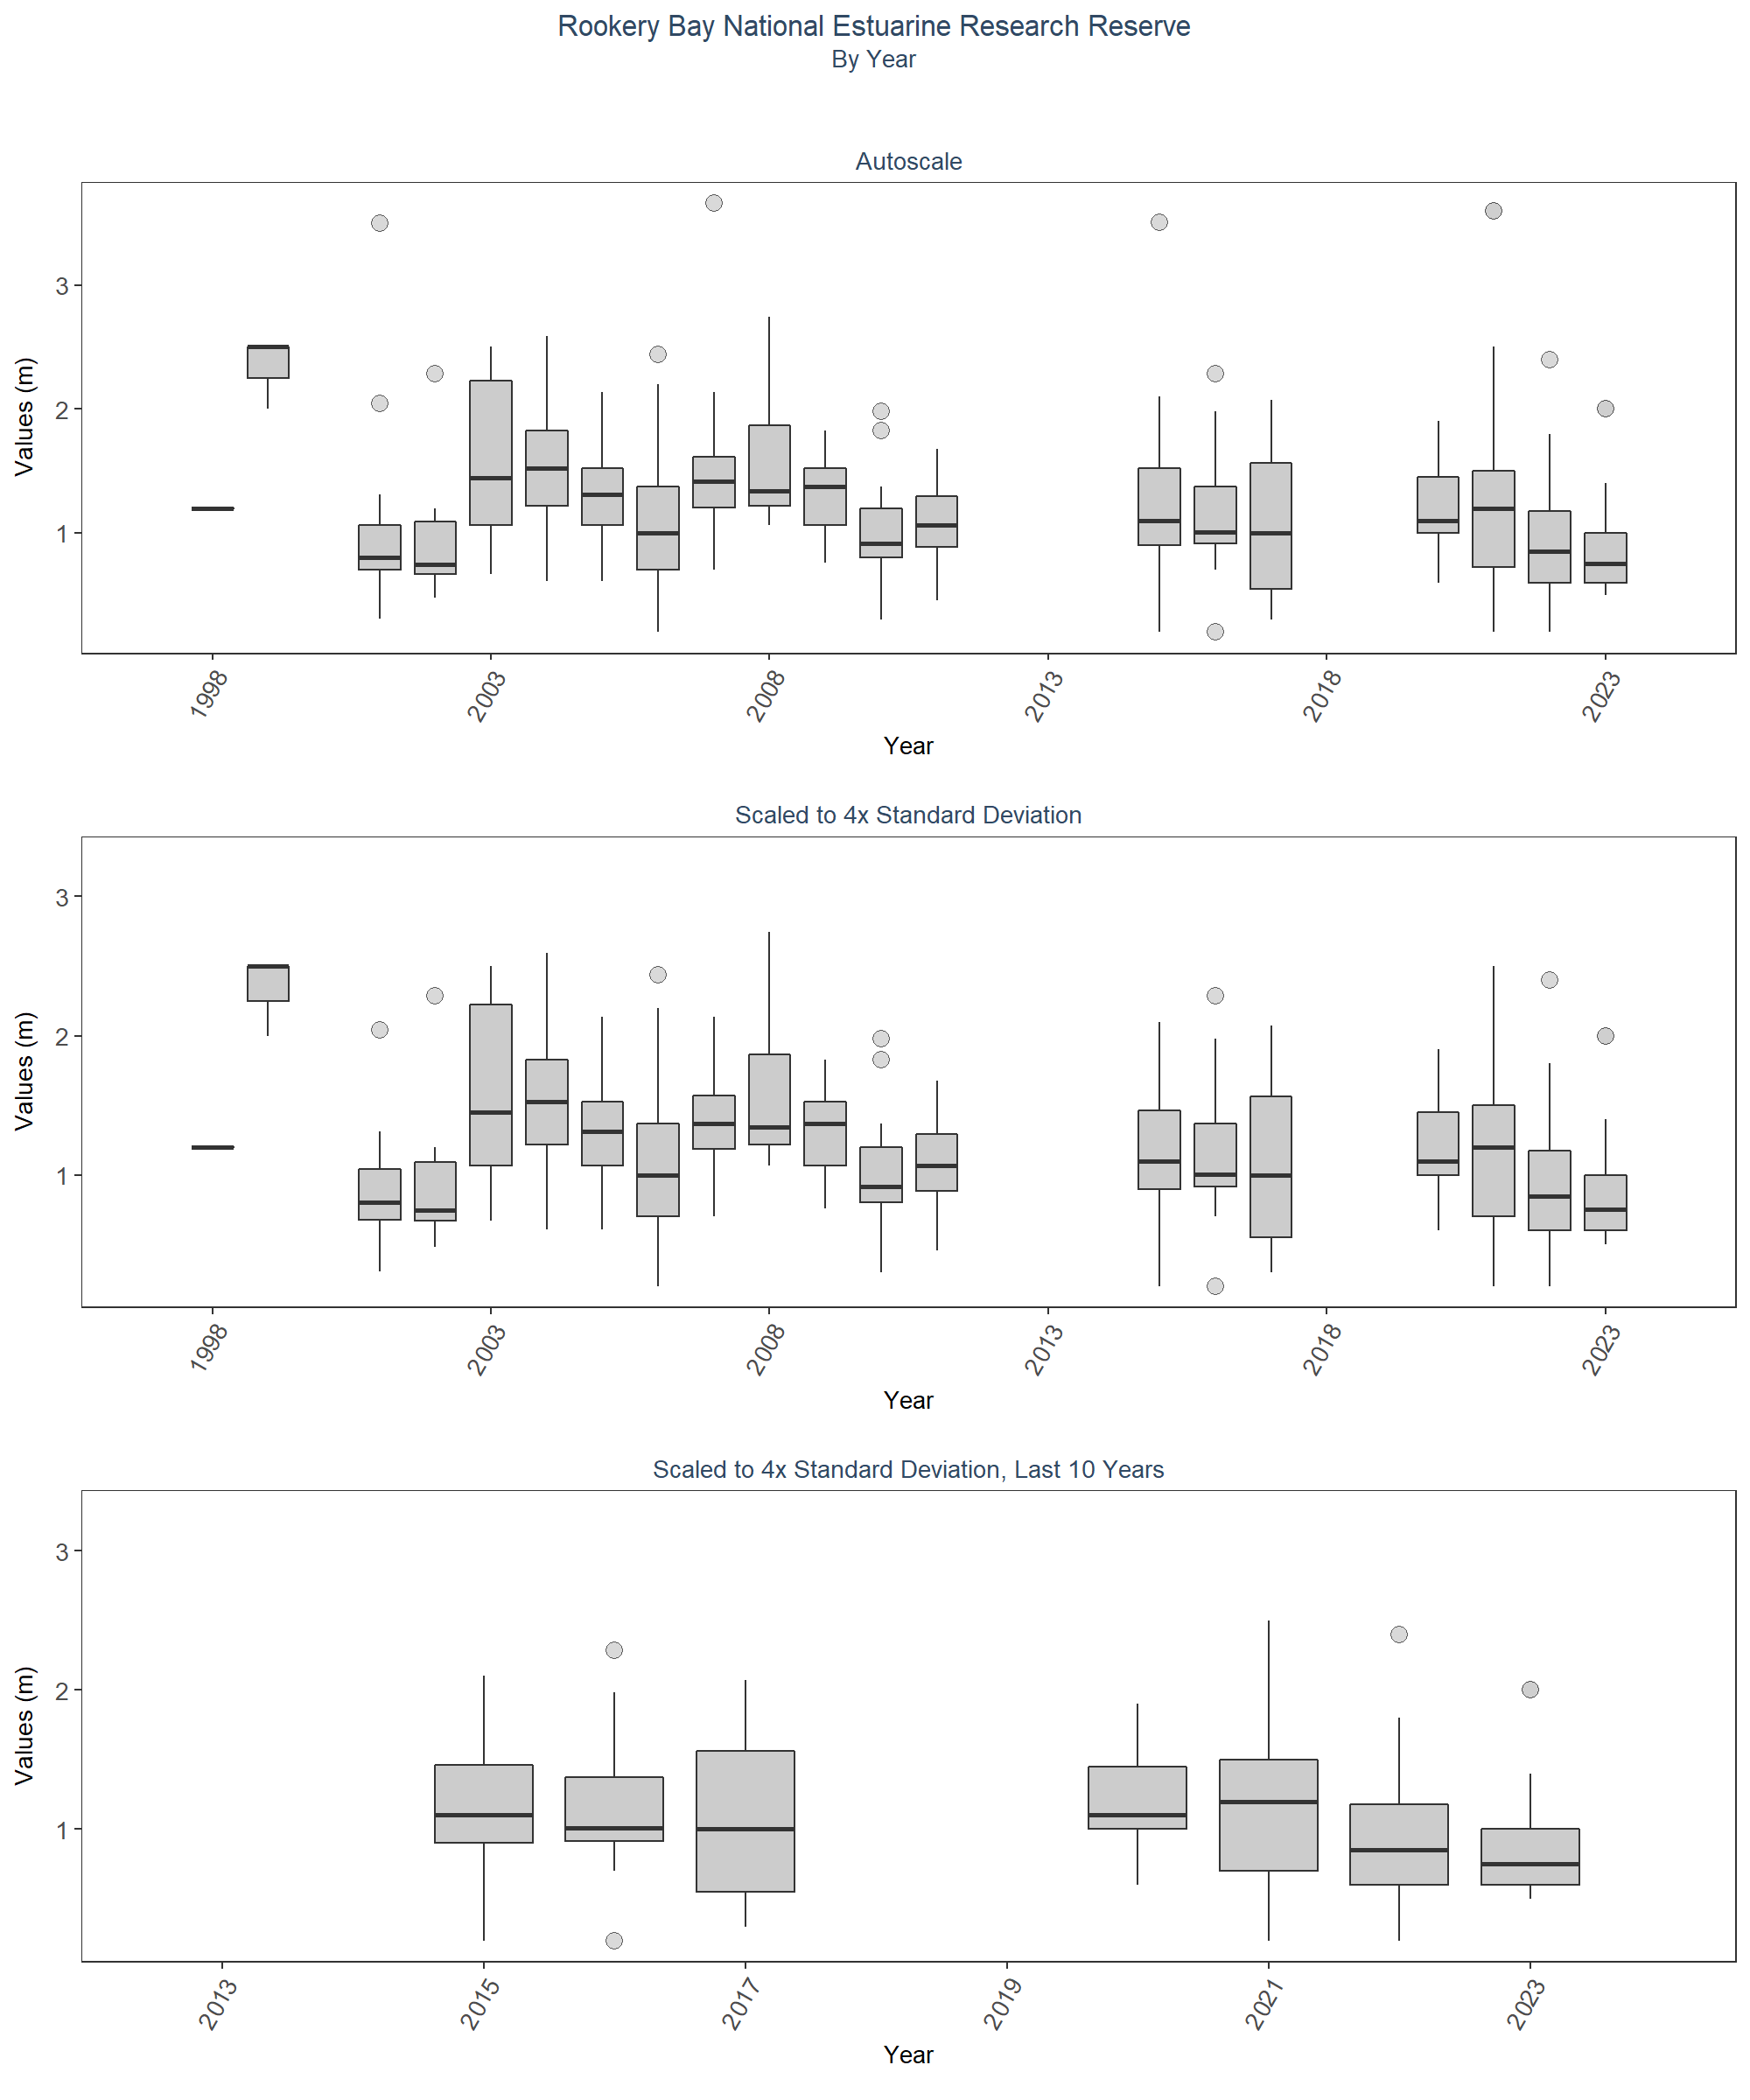 Rookery Bay National Estuarine Research Reserve
By Year
Autoscale
Values (m)
3
2
1
1998
2003
2008
2013
2018
2023
Year
Scaled to 4x Standard Deviation
Values (m)
3
2
1
1998
2003
2008
2013
2018
2023
Year
Scaled to 4x Standard Deviation, Last 10 Years
Values (m)
3
2
1
2013
2015
2017
2019
2021
2023
Year